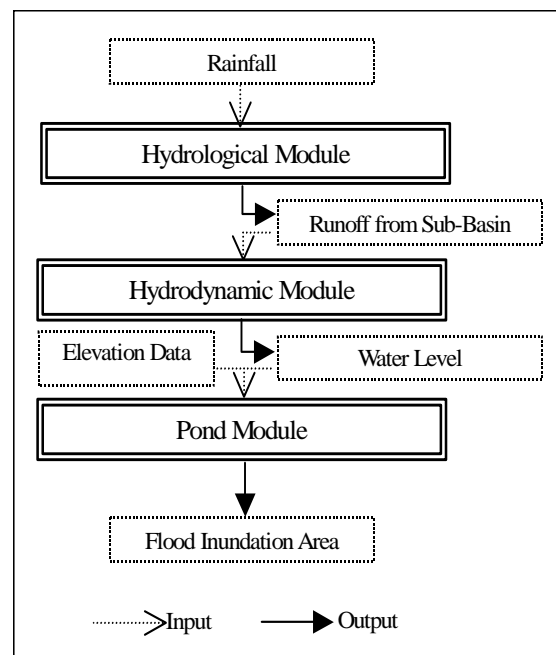 Rainfall
Hydrological Module
Runoff from Sub-Basin
Hydrodynamic Module
Elevation Data
Water Level
Pond Module
Flood Inundation Area
Input
Output